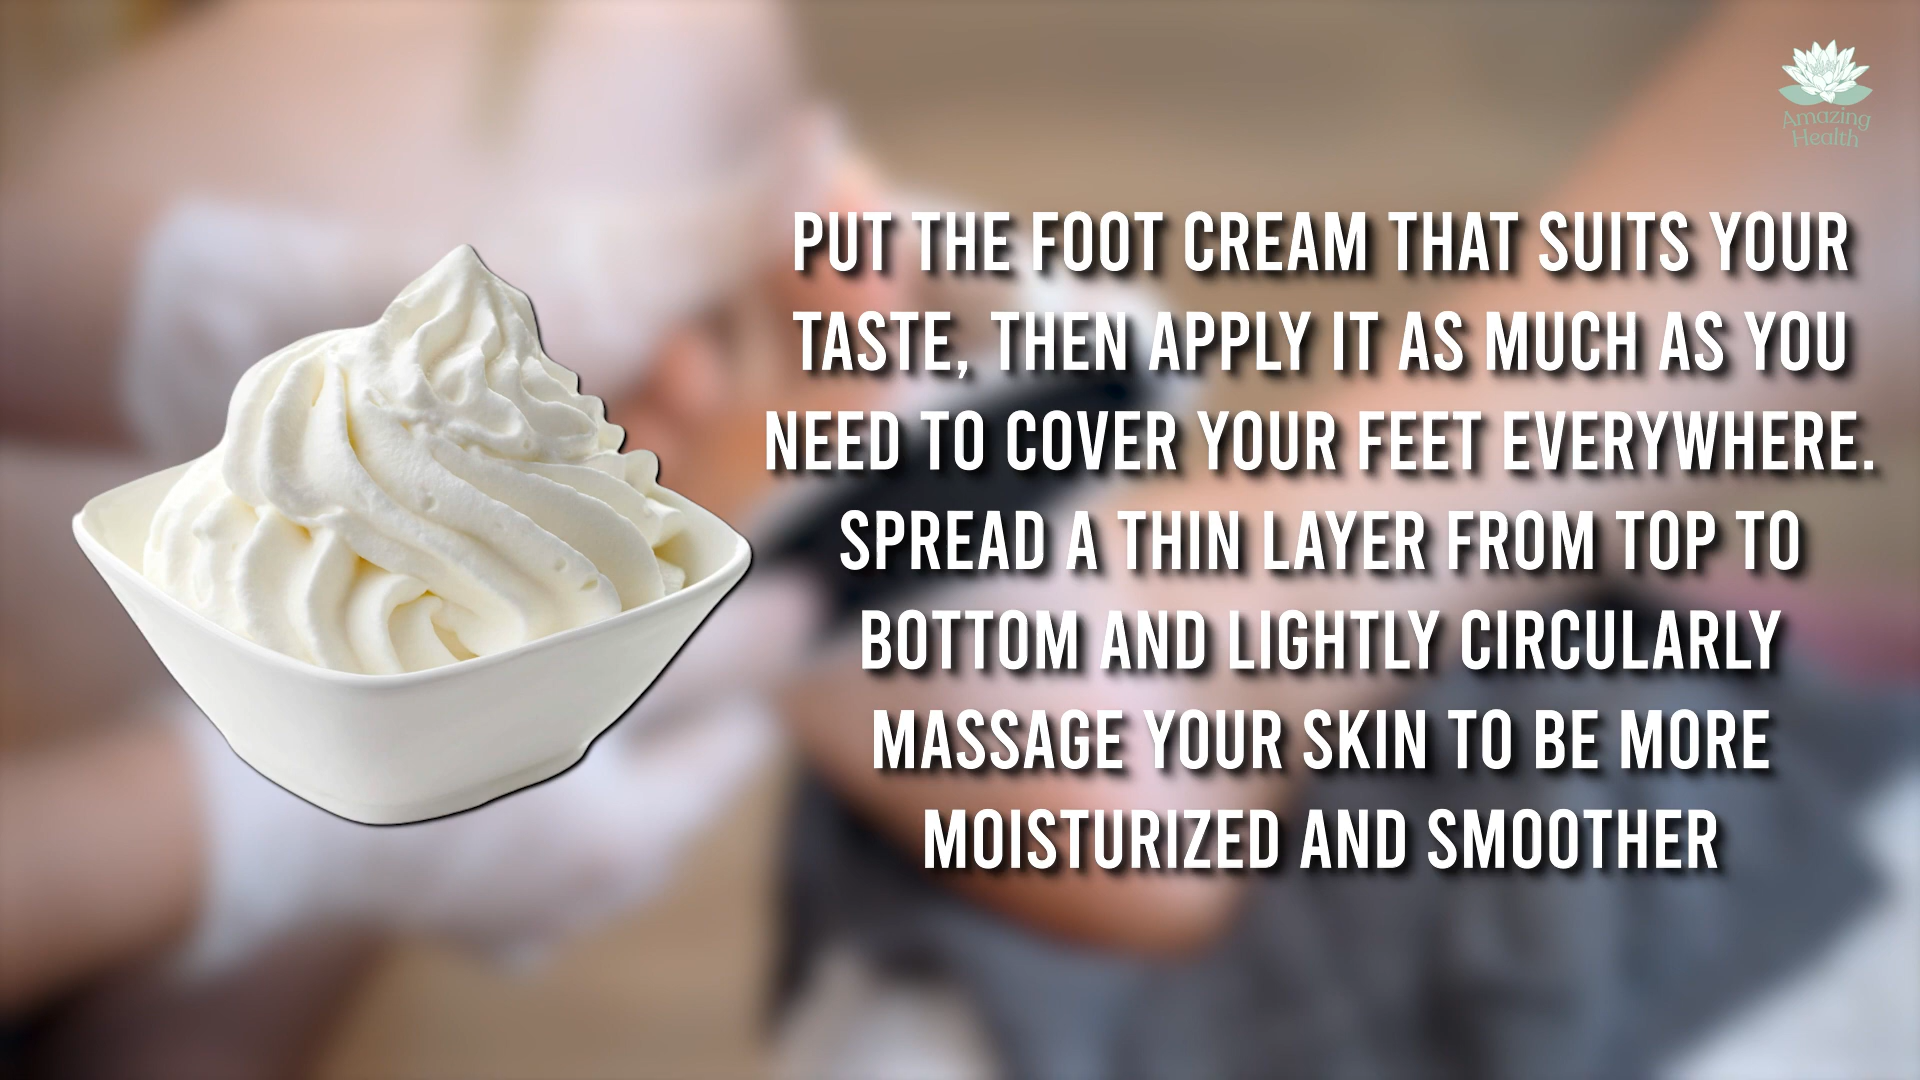 Amazing
Health
PUT THE FOOT CREAM THAT SUITS YOUR
TASTE, THEN APPLY IT AS MUCH AS YOU
NEED TO COVER YOUR FEET EVERYWHERE.
SPREAD A THIN LAYER FROM TOP TO
BOTTOM AND LIGHTLY CIRCULARLY
MASSAGE YOUR SKIN TO BE MORE
MOISTURIZED AND SMOOTHER